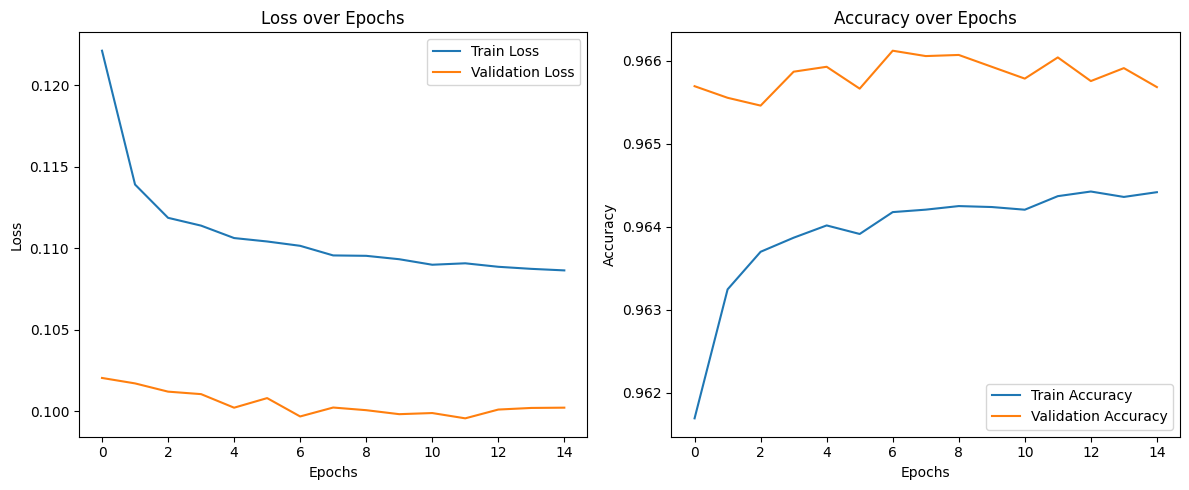 Loss over Epochs
Train Loss
Validation Loss
0.120
0.115
0.110
0.105
0.100
Loss
0 2 4 6 8 10 12 14
Epochs
Accuracy over Epochs
0.966
0.965
0.964
0.963
0.962
Accuracy
Train Accuracy
Validation Accuracy
0 2 4 6 8 10 12 14
Epochs